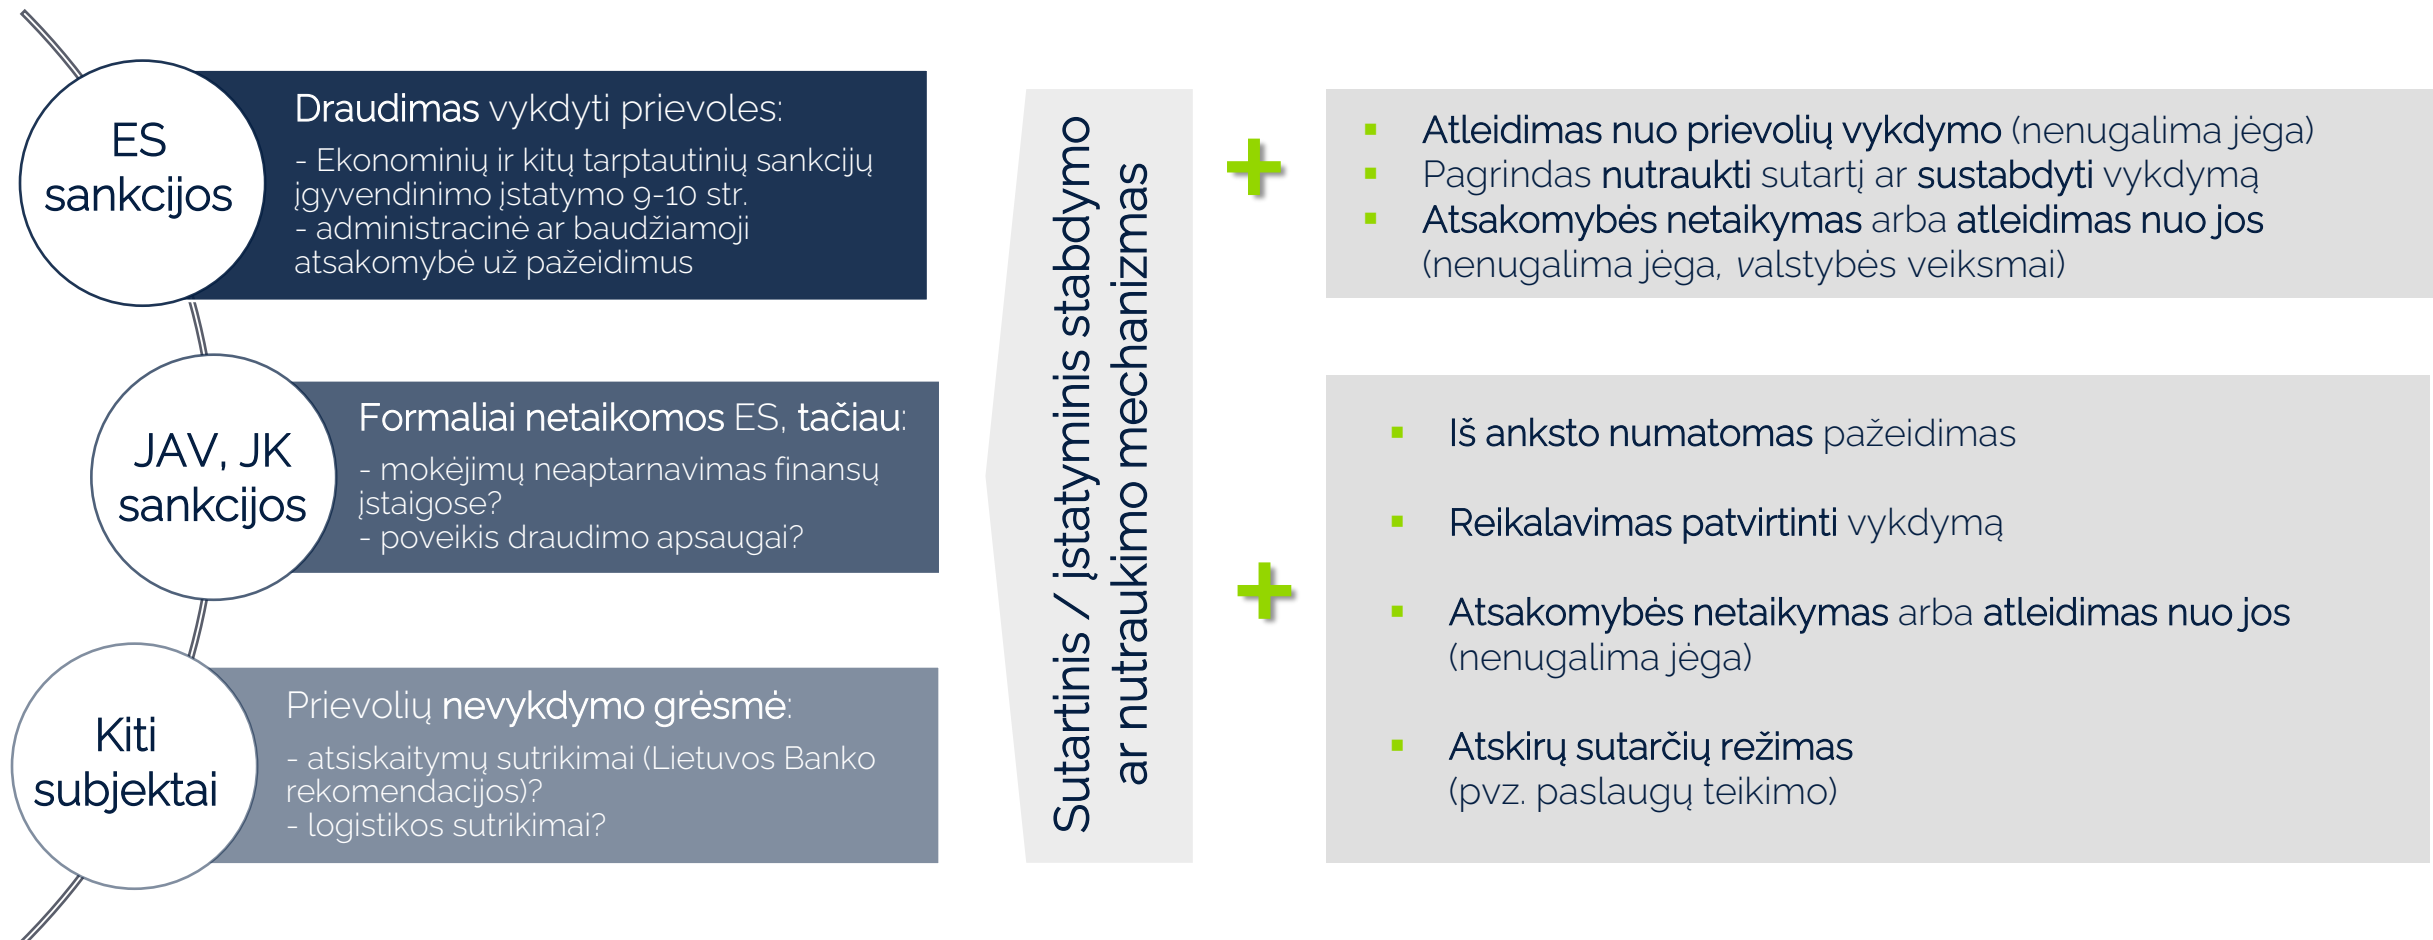 ES
sankcijos
Draudimas vykdyti prievoles:
- Ekonominių ir kitų tarptautinių sankcijų
įgyvendinimo įstatymo 9-10 str.
- administracinė ar baudžiamoji
atsakomybė už pažeidimus
JAV, JK
sankcijos
Formaliai netaikomos ES, tačiau:
- mokėjimų neaptarnavimas finansų
įstaigose?
- poveikis draudimo apsaugai?
Kiti
subjektai
Prievolių nevykdymo grėsmė:
- atsiskaitymų sutrikimai (Lietuvos Banko
rekomendacijos)?
- logistikos sutrikimai?
Sutartinis / įstatyminis stabdymo
ar nutraukimo mechanizmas
+
▪ Atleidimas nuo prievolių vykdymo (nenugalima jėga)
▪ Pagrindas nutraukti sutartį ar sustabdyti vykdymą
▪ Atsakomybės netaikymas arba atleidimas nuo jos
(nenugalima jėga, valstybės veiksmai)
+
▪ Iš anksto numatomas pažeidimas
▪ Reikalavimas patvirtinti vykdymą
▪ Atsakomybės netaikymas arba atleidimas nuo jos
(nenugalima jėga)
▪ Atskirų sutarčių režimas
(pvz. paslaugų teikimo)